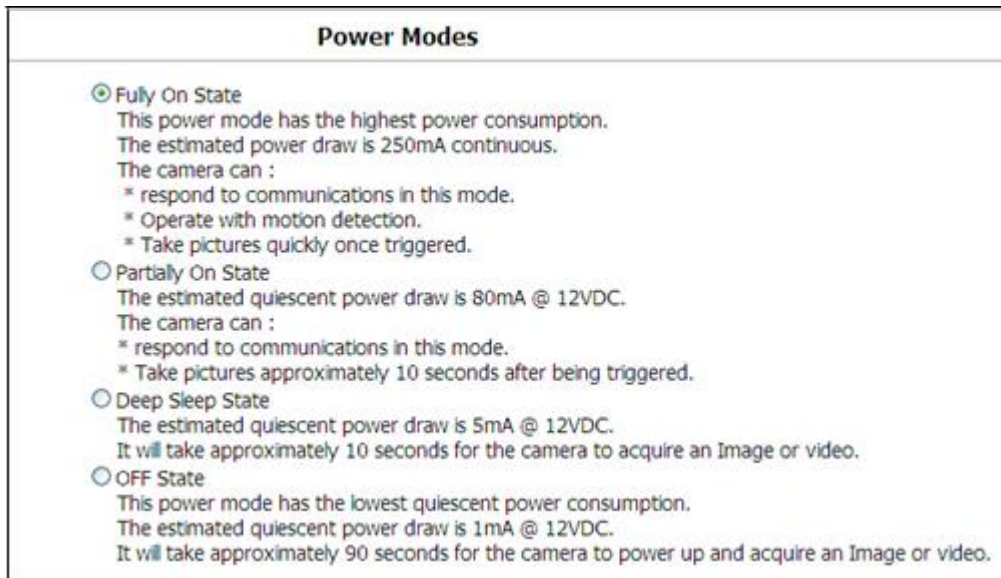 Power Modes
Fully On State
This power mode has the highest power consumption.
The estimated power draw is 250mA continuous.
The camera can :
* respond to communications in this mode.
* Operate with motion detection.
* Take pictures quickly once triggered.
Partially On State
The estimated quiescent power draw is 80mA @ 12VDC.
The camera can :
* respond to communications in this mode.
* Take pictures approximately 10 seconds after being triggered.
Deep Sleep State
The estimated quiescent power draw is 5mA @ 12VDC.
It will take approximately 10 seconds for the camera to acquire an Image or video.
OFF State
This power mode has the lowest quiescent power consumption.
The estimated quiescent power draw is 1mA @ 12VDC.
It will take approximately 90 seconds for the camera to power up and acquire an Image or video.